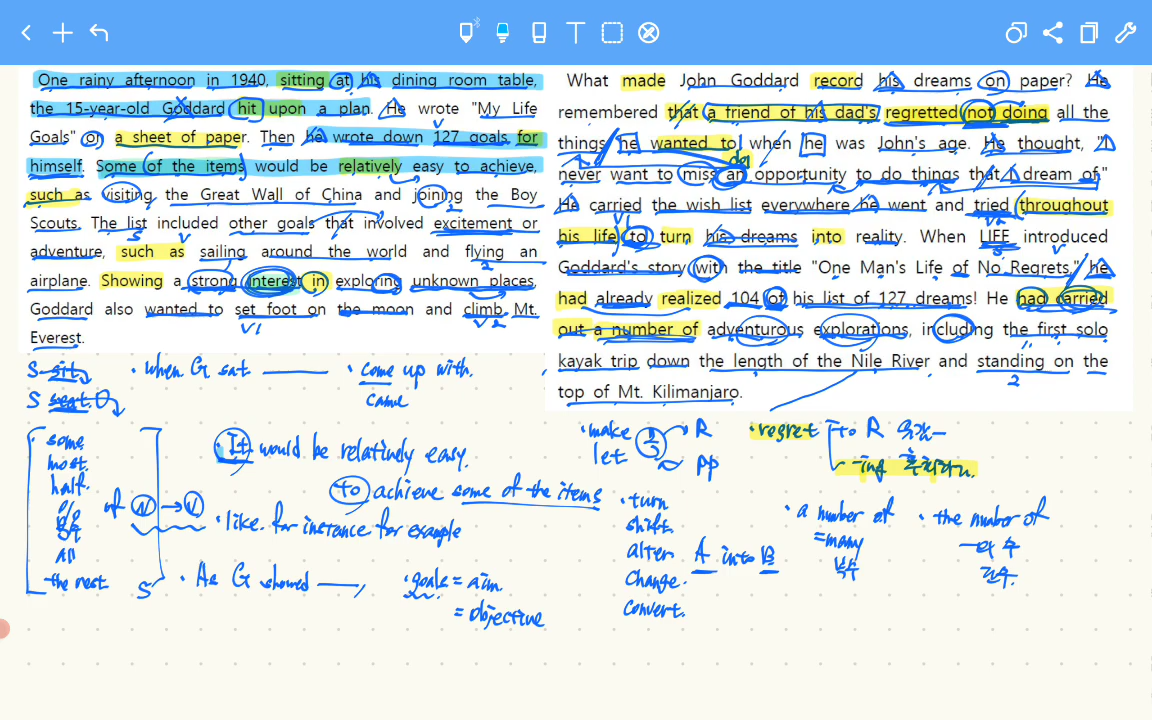 One rainy afternoon in 1940, sitting at his dining room table,
the 15-year-old Goddard hit upon a plan. He wrote "My Life
Goals" on a sheet of paper. Then he wrote down 127 goals for
himself. Some of the items would be relatively easy to achieve,
such as visiting the Great Wall of China and joining the Boy
Scouts. The list included other goals that involved excitement or
adventure, such as sailing around the world and flying an
airplane. Showing a strong interest in exploring unknown places,
Goddard also wanted to set foot on the moon and climb Mt.
Everest.
What made John Goddard record his dreams on paper? He
remembered that a friend of his dad's regretted not doing all the
things he wanted to when he was John's age. He thought, "I
do
never want to miss an opportunity to do things that I dream of."
He carried the wish list everywhere he went and tried throughout
his life to turn his dreams into reality. When LIFE introduced
Goddard's story with the title "One Man's Life of No Regrets," he
had already realized 104 of his list of 127 dreams! He had carried
out a number of adventurous explorations, including the first solo
kayak trip down the length of the Nile River and standing on the
top of Mt. Kilimanjaro.
S sit
S seat
· when G sat
· come up with.
came
some
most.
half.
%
all
the rest
of N → V
S
· It would be relatively easy.
to achieve some of the items
· like. for instance for example
· As G showed
· goals = aim
= objective
· make
let
R
pp
· regret
to R
-ing 후회하다.
· turn
shift
alter
change.
convert.
A into B
· a number of
= many
복수
· the number of
~의 수
단수.